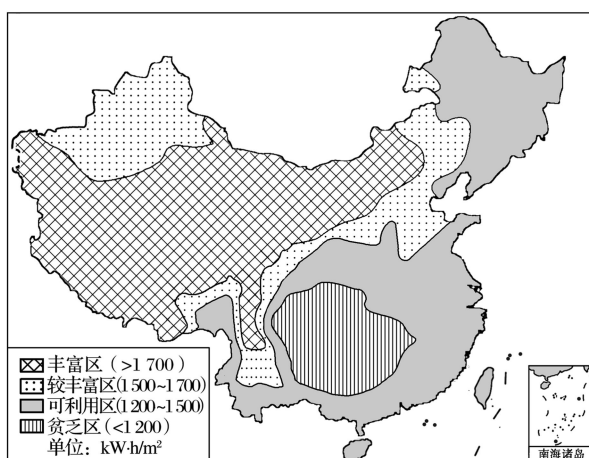 丰富区（>1 700）
较丰富区(1 500~1 700)
可利用区(1 200~1 500)
贫乏区（<1 200）
单位：kW·h/m²
南海诸岛